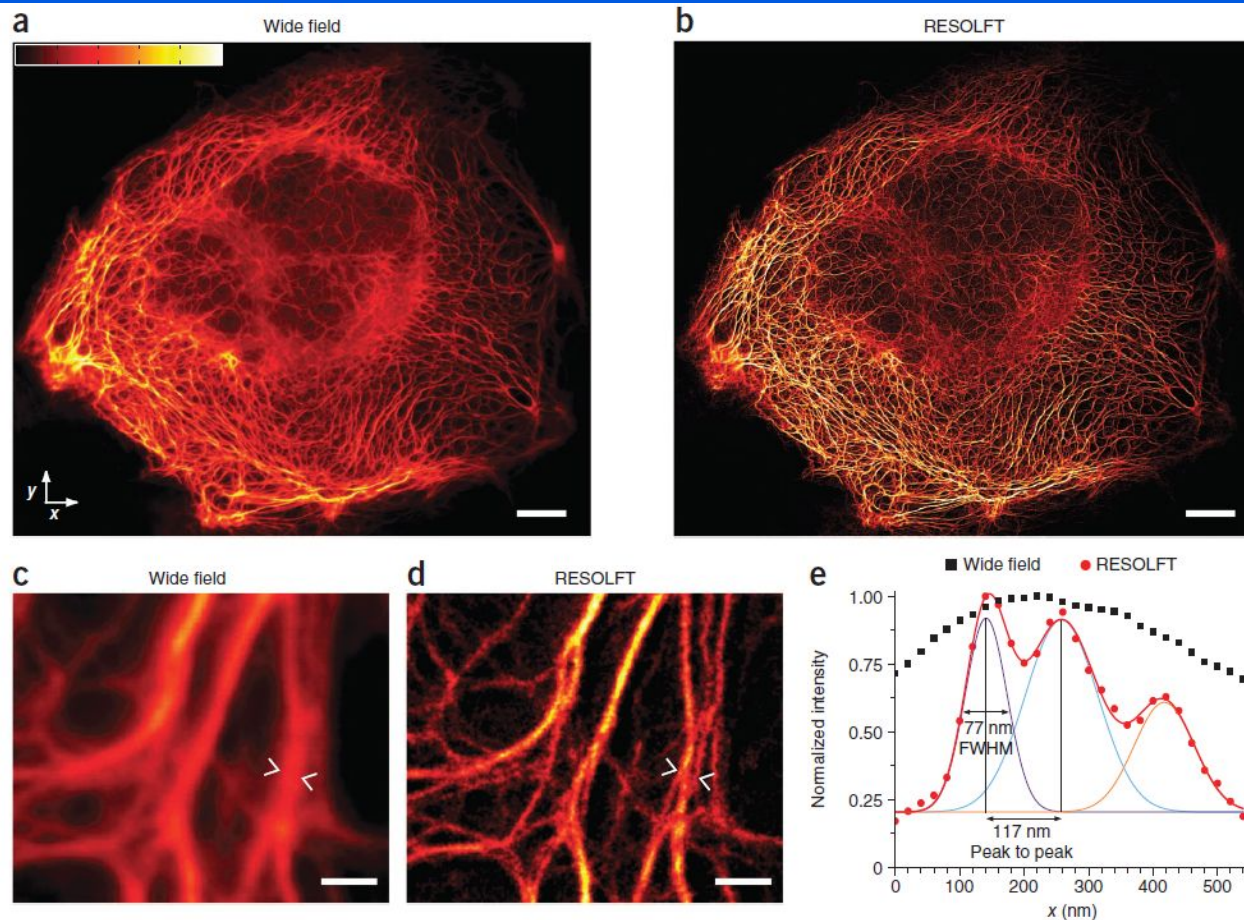 a
Wide field
b
RESOLFT
y
x
c
Wide field
d
RESOLFT
e
Wide field
RESOLFT
Normalized intensity
1.00
0.75
0.50
0.25
0
77 nm
FWHM
117 nm
Peak to peak
0 100 200 300 400 500
x (nm)